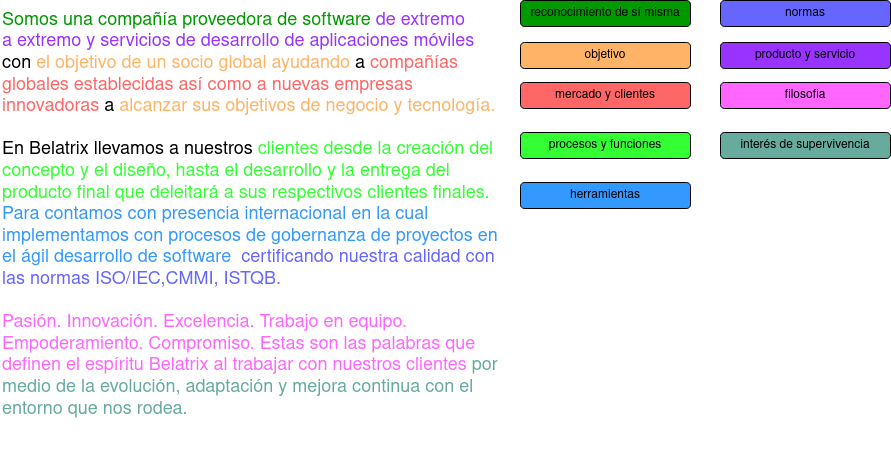 Somos una compañía proveedora de software de extremo
a extremo y servicios de desarrollo de aplicaciones móviles
con el objetivo de un socio global ayudando a compañías
globales establecidas así como a nuevas empresas
innovadoras a alcanzar sus objetivos de negocio y tecnología.
En Belatrix llevamos a nuestros clientes desde la creación del
concepto y el diseño, hasta el desarrollo y la entrega del
producto final que deleitará a sus respectivos clientes finales.
Para contamos con presencia internacional en la cual
implementamos con procesos de gobernanza de proyectos en
el ágil desarrollo de software certificando nuestra calidad con
las normas ISO/IEC,CMMI, ISTQB.
Pasión. Innovación. Excelencia. Trabajo en equipo.
Empoderamiento. Compromiso. Estas son las palabras que
definen el espíritu Belatrix al trabajar con nuestros clientes por
medio de la evolución, adaptación y mejora continua con el
entorno que nos rodea.
reconocimiento de sí misma
normas
objetivo
producto y servicio
mercado y clientes
filosofia
procesos y funciones
interés de supervivencia
herramientas